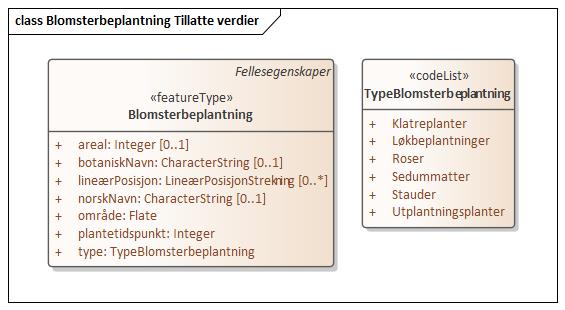 class Blomsterbeplantning Tillatte verdier
Fellesegenskaper
«featureType»
Blomsterbeplantning
+ areal: Integer [0..1]
+ botaniskNavn: CharacterString [0..1]
+ lineærPosisjon: LineærPosisjonStrekning [0..*]
+ norskNavn: CharacterString [0..1]
+ område: Flate
+ plantetidspunkt: Integer
+ type: TypeBlomsterbeplantning
«codeList»
TypeBlomsterbeplantning
+ Klatreplanter
+ Løkbeplantninger
+ Roser
+ Sedummatter
+ Stauder
+ Utplantningsplanter